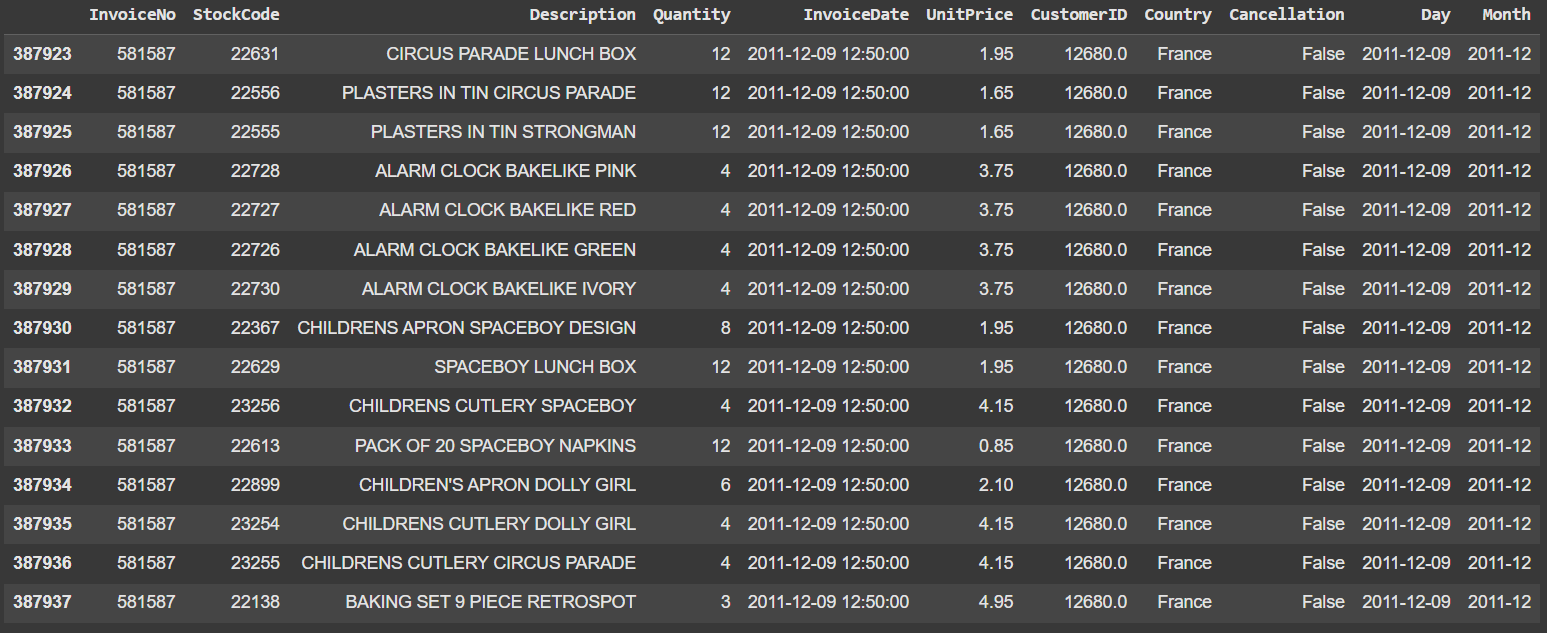 InvoiceNo StockCode Description Quantity InvoiceDate UnitPrice CustomerID Country Cancellation Day Month
387923 581587 22631 CIRCUS PARADE LUNCH BOX 12 2011-12-09 12:50:00 1.95 12680.0 France False 2011-12-09 2011-12
387924 581587 22556 PLASTERS IN TIN CIRCUS PARADE 12 2011-12-09 12:50:00 1.65 12680.0 France False 2011-12-09 2011-12
387925 581587 22555 PLASTERS IN TIN STRONGMAN 12 2011-12-09 12:50:00 1.65 12680.0 France False 2011-12-09 2011-12
387926 581587 22728 ALARM CLOCK BAKELIKE PINK 4 2011-12-09 12:50:00 3.75 12680.0 France False 2011-12-09 2011-12
387927 581587 22727 ALARM CLOCK BAKELIKE RED 4 2011-12-09 12:50:00 3.75 12680.0 France False 2011-12-09 2011-12
387928 581587 22726 ALARM CLOCK BAKELIKE GREEN 4 2011-12-09 12:50:00 3.75 12680.0 France False 2011-12-09 2011-12
387929 581587 22730 ALARM CLOCK BAKELIKE IVORY 4 2011-12-09 12:50:00 3.75 12680.0 France False 2011-12-09 2011-12
387930 581587 22367 CHILDRENS APRON SPACEBOY DESIGN 8 2011-12-09 12:50:00 1.95 12680.0 France False 2011-12-09 2011-12
387931 581587 22629 SPACEBOY LUNCH BOX 12 2011-12-09 12:50:00 1.95 12680.0 France False 2011-12-09 2011-12
387932 581587 23256 CHILDRENS CUTLERY SPACEBOY 4 2011-12-09 12:50:00 4.15 12680.0 France False 2011-12-09 2011-12
387933 581587 22613 PACK OF 20 SPACEBOY NAPKINS 12 2011-12-09 12:50:00 0.85 12680.0 France False 2011-12-09 2011-12
387934 581587 22899 CHILDREN'S APRON DOLLY GIRL 6 2011-12-09 12:50:00 2.10 12680.0 France False 2011-12-09 2011-12
387935 581587 23254 CHILDRENS CUTLERY DOLLY GIRL 4 2011-12-09 12:50:00 4.15 12680.0 France False 2011-12-09 2011-12
387936 581587 23255 CHILDRENS CUTLERY CIRCUS PARADE 4 2011-12-09 12:50:00 4.15 12680.0 France False 2011-12-09 2011-12
387937 581587 22138 BAKING SET 9 PIECE RETROSPOT 3 2011-12-09 12:50:00 4.95 12680.0 France False 2011-12-09 2011-12